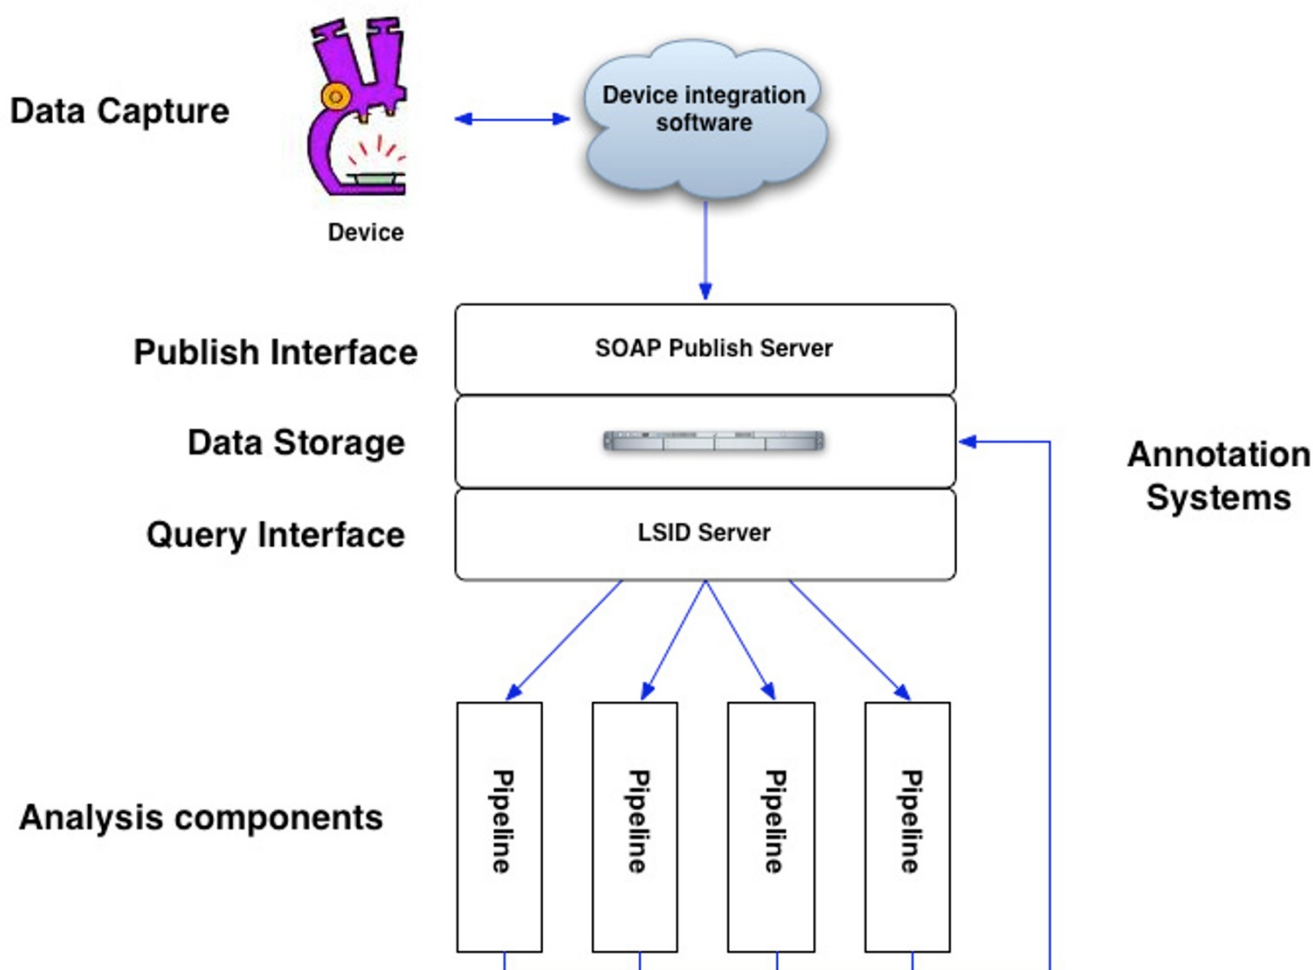 Data Capture
Device integration
software
Device
Publish Interface
SOAP Publish Server
Data Storage
Annotation
Systems
Query Interface
LSID Server
Analysis components
Pipeline
Pipeline
Pipeline
Pipeline